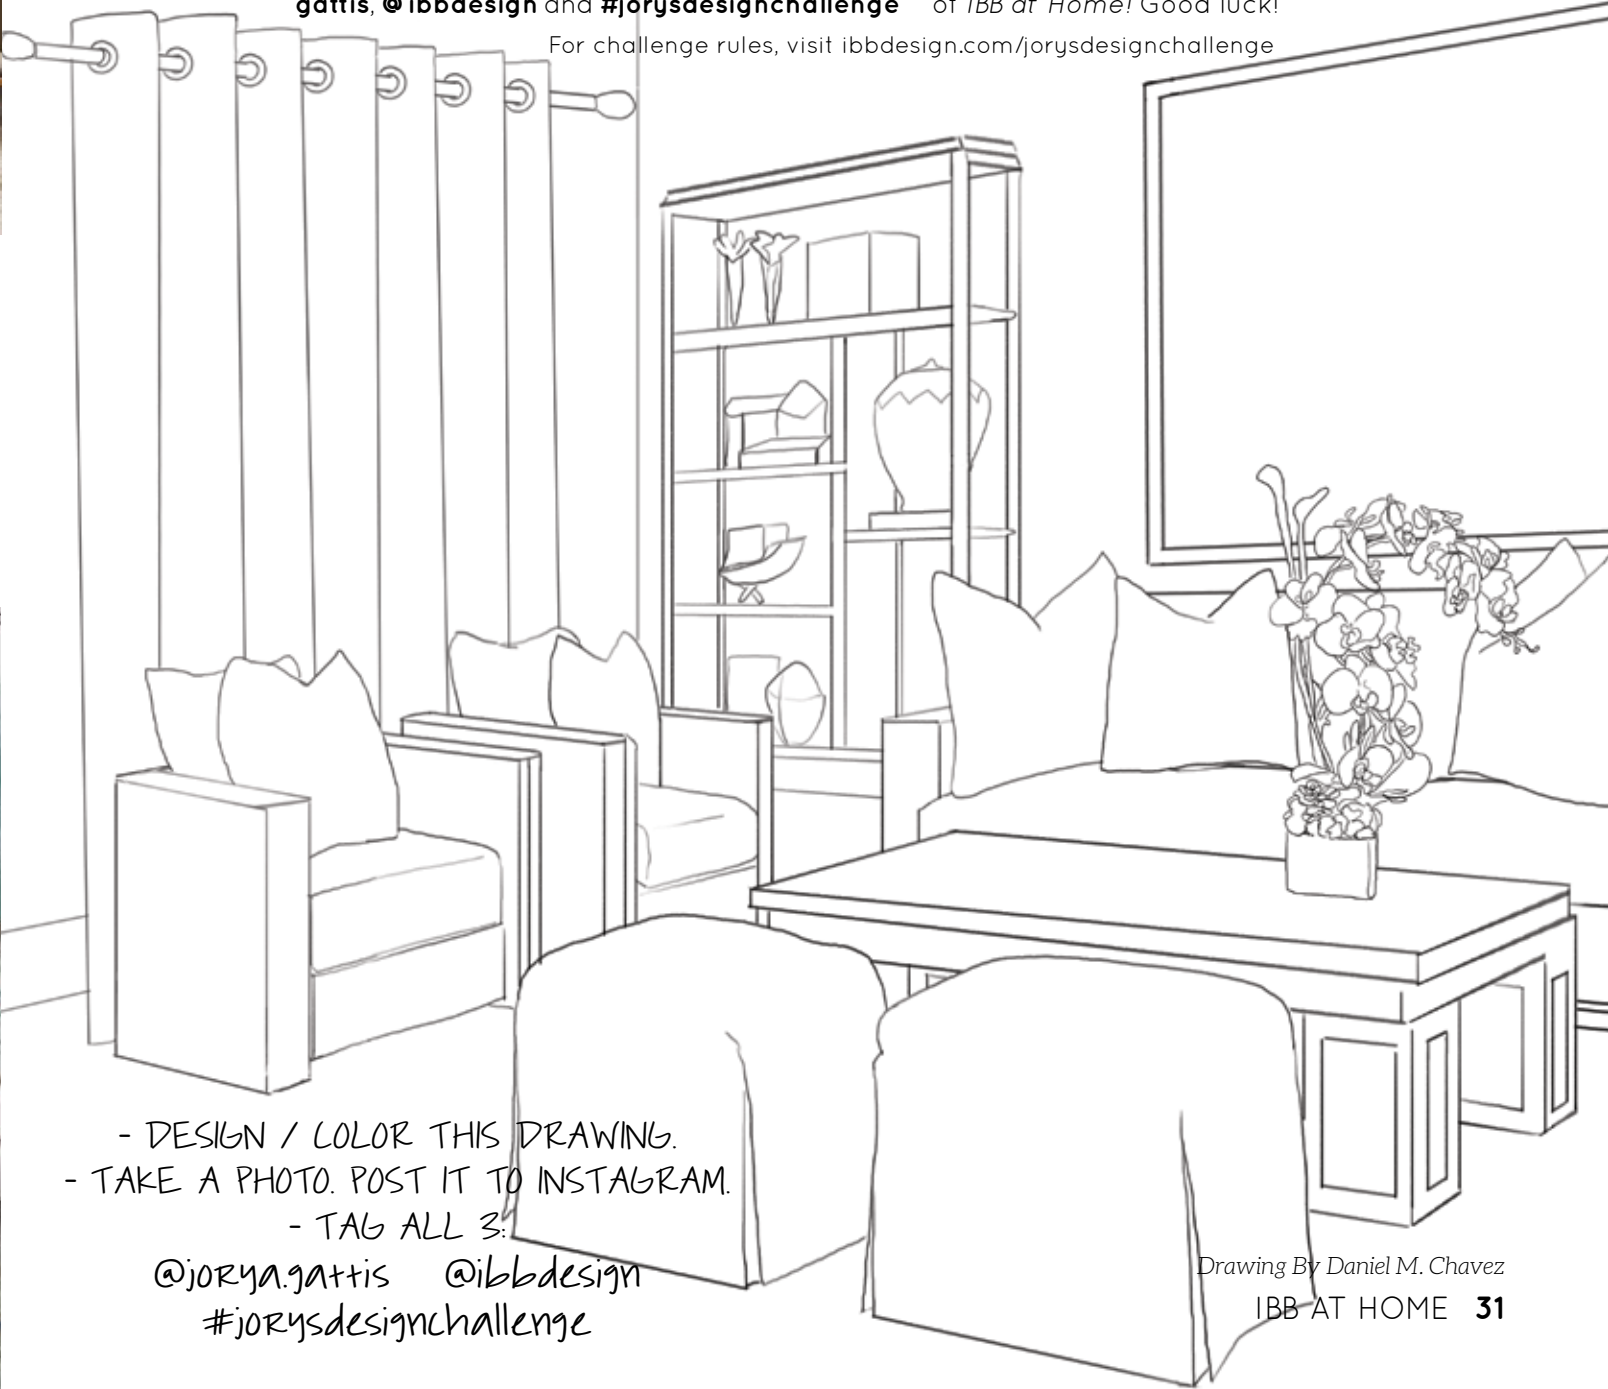 gattis, @ibbdesign and #jorysdesignchallenge of IBB at Home! Good luck!
For challenge rules, visit ibbdesign.com/jorysdesignchallenge
- DESIGN / COLOR THIS DRAWING.
- TAKE A PHOTO. POST IT TO INSTAGRAM.
- TAG ALL 3:
@jorya.gattis @ibbdesign
#jorysdesignchallenge
Drawing By Daniel M. Chavez
IBB AT HOME 31